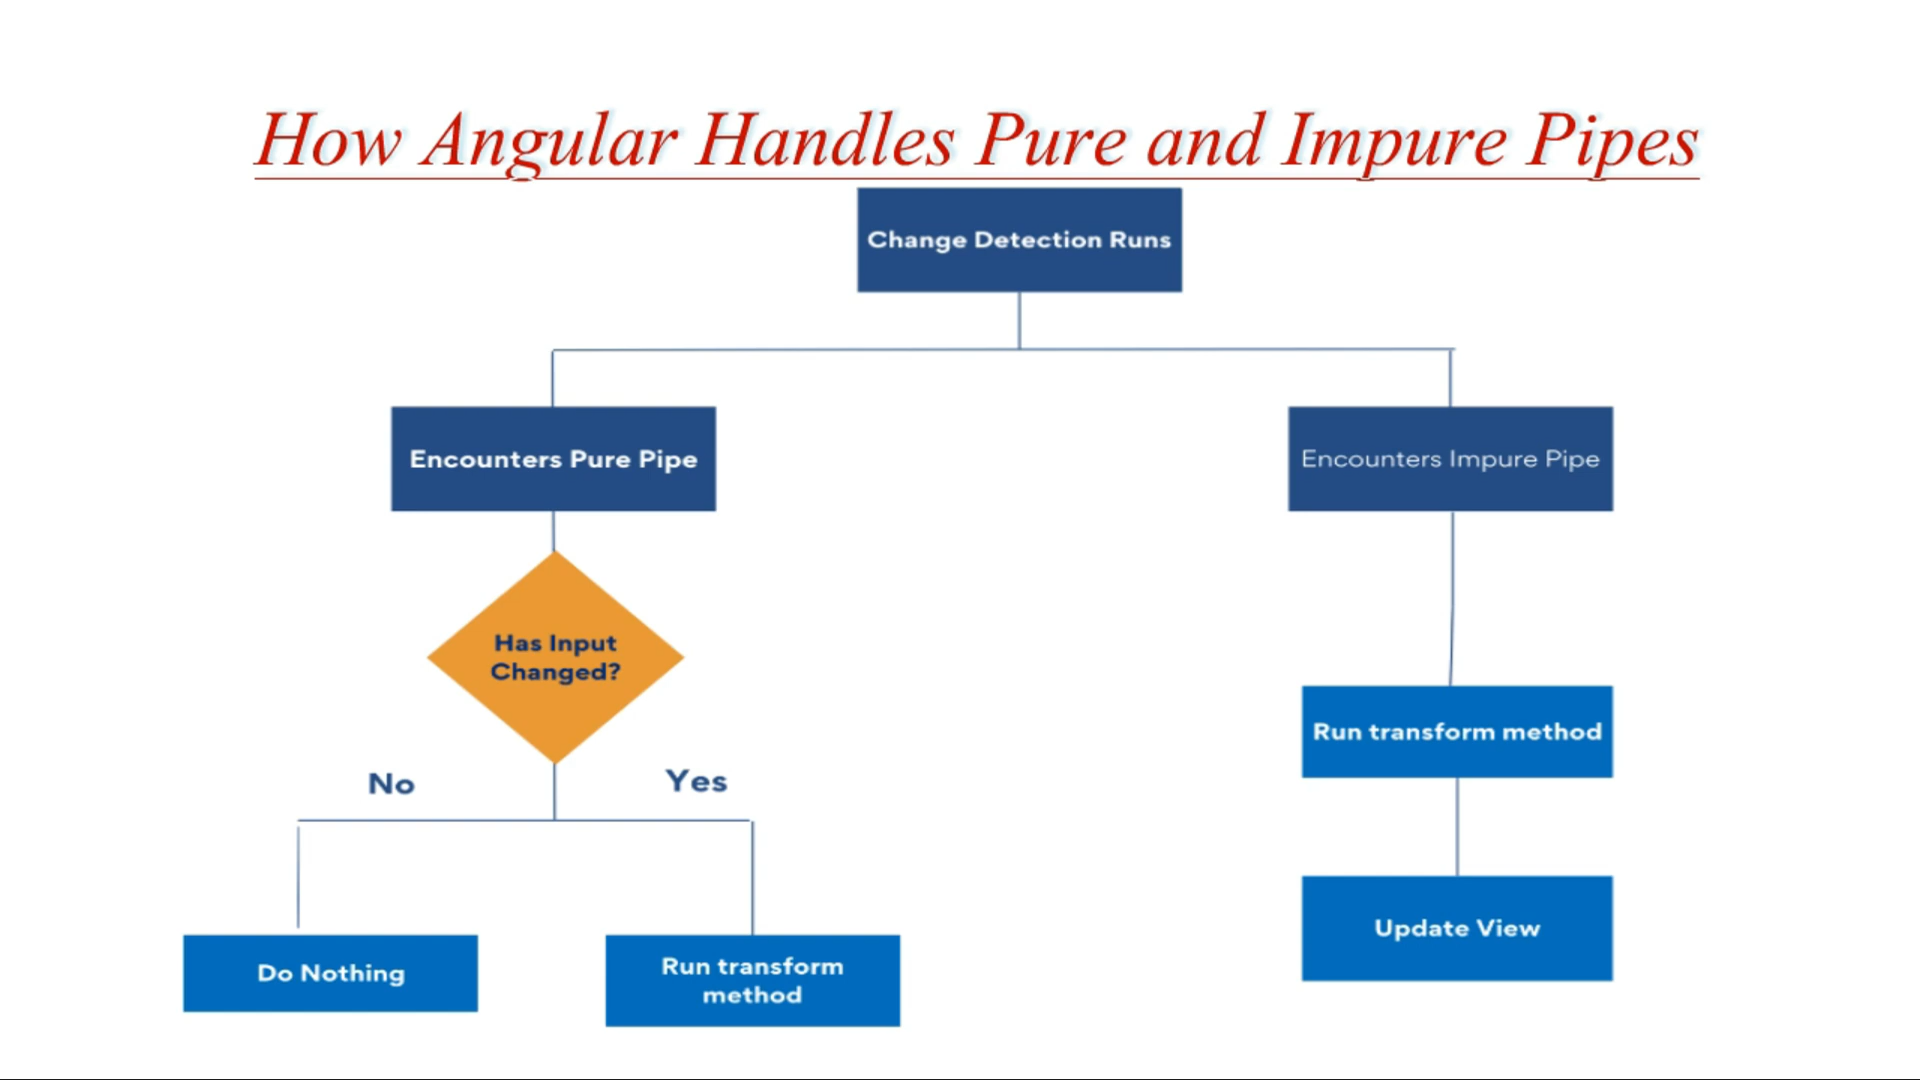 How Angular Handles Pure and Impure Pipes
Change Detection Runs
Encounters Pure Pipe
Encounters Impure Pipe
Has Input
Changed?
No
Yes
Run transform method
Do Nothing
Run transform
method
Update View